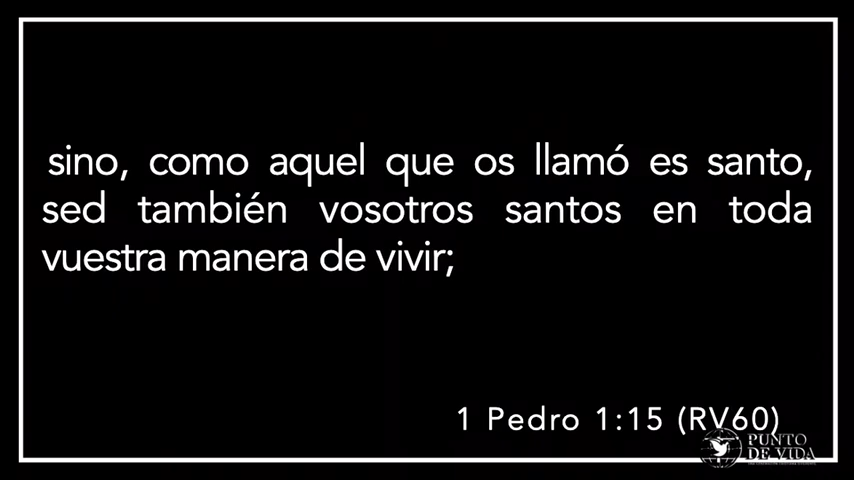 sino, como aquel que os llamó es santo,
sed también vosotros santos en toda
vuestra manera de vivir;
1 Pedro 1:15 (RV60)
PUNTO
DE VIDA